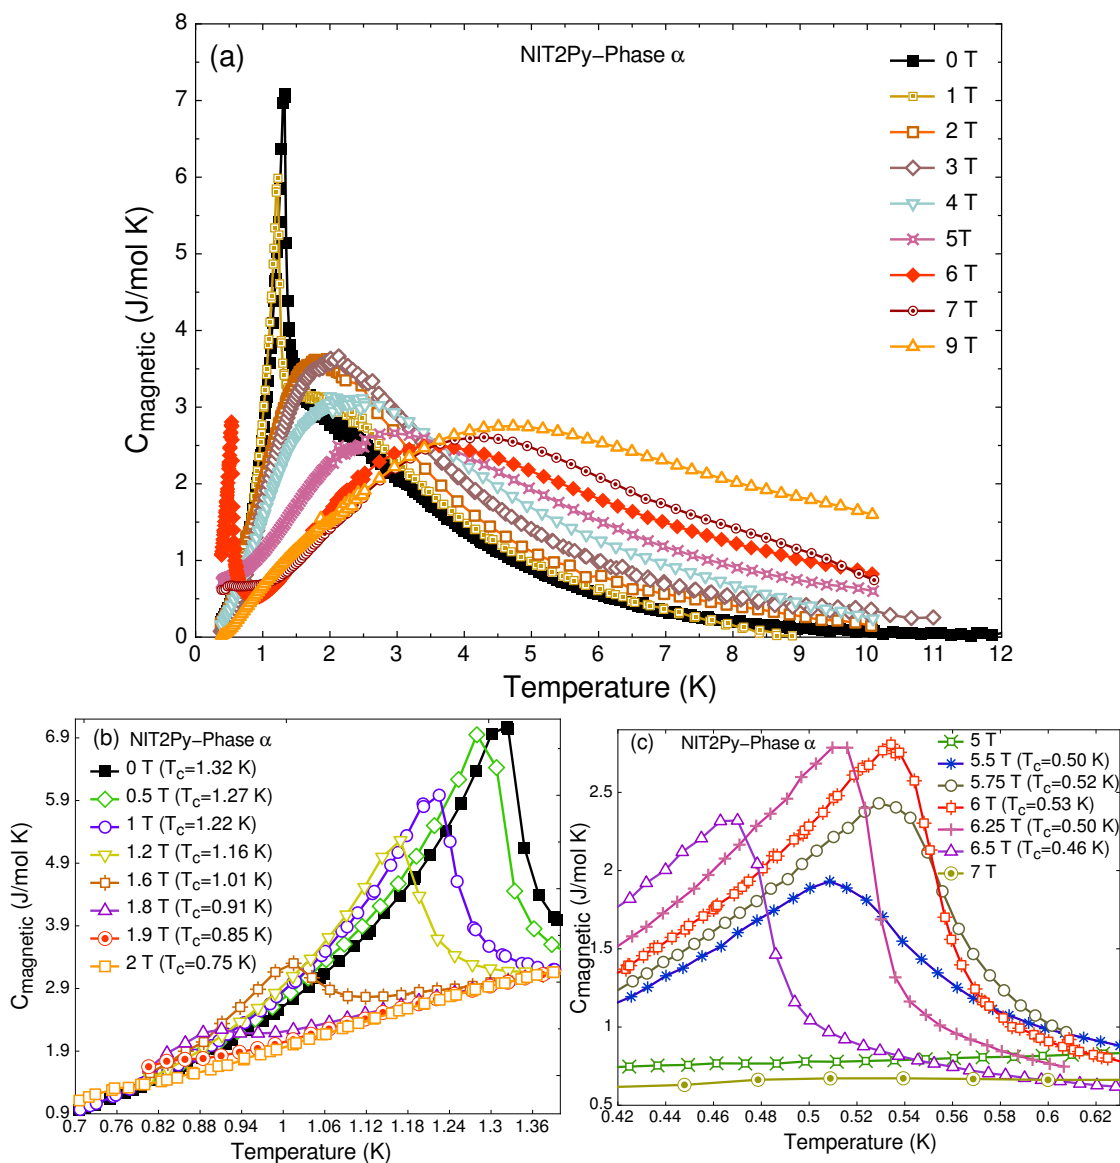 (a)
NIT2Py–Phase α
0 T
1 T
2 T
3 T
4 T
5T
6 T
7 T
9 T
C_magnetic (J/mol K)
8
7
6
5
4
3
2
1
0
0 1 2 3 4 5 6 7 8 9 10 11 12
Temperature (K)
(b) NIT2Py–Phase α
0 T (T_c=1.32 K)
0.5 T (T_c=1.27 K)
1 T (T_c=1.22 K)
1.2 T (T_c=1.16 K)
1.6 T (T_c=1.01 K)
1.8 T (T_c=0.91 K)
1.9 T (T_c=0.85 K)
2 T (T_c=0.75 K)
C_magnetic (J/mol K)
6.9
5.9
4.9
3.9
2.9
1.9
0.9
0.7 0.76 0.82 0.88 0.94 1 1.06 1.12 1.18 1.24 1.3 1.36
Temperature (K)
(c)
NIT2Py–Phase α
5 T
5.5 T (T_c=0.50 K)
5.75 T (T_c=0.52 K)
6 T (T_c=0.53 K)
6.25 T (T_c=0.50 K)
6.5 T (T_c=0.46 K)
7 T
C_magnetic (J/mol K)
2.5
2
1.5
1
0.5
0.42 0.44 0.46 0.48 0.5 0.52 0.54 0.56 0.58 0.6 0.62
Temperature (K)